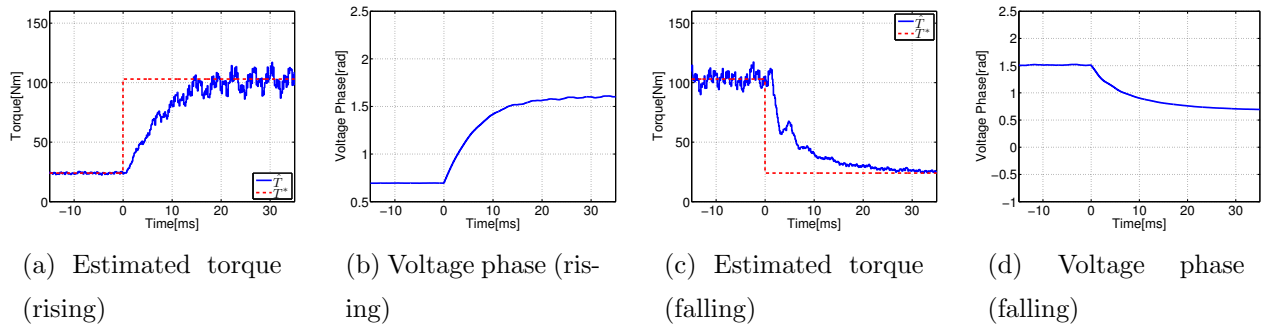 150
100
50
0
Torque[Nm]
−10 0 10 20 30
Time[ms]
T̂
T*
2.5
2
1.5
1
0.5
Voltage Phase[rad]
−10 0 10 20 30
Time[ms]
150
100
50
0
Torque[Nm]
−10 0 10 20 30
Time[ms]
T̂
T*
2.5
2
1.5
1
0.5
0
−0.5
−1
Voltage Phase[rad]
−10 0 10 20 30
Time[ms]
(a) Estimated torque
(rising)
(b) Voltage phase (ris-
ing)
(c) Estimated torque
(falling)
(d) Voltage phase
(falling)